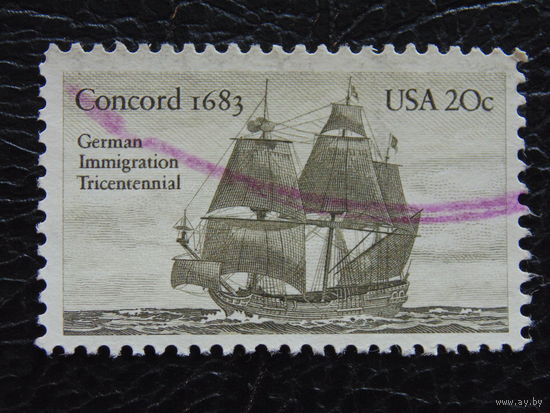 Concord 1683
USA 20c
German
Immigration
Tricentennial
www.ay.by